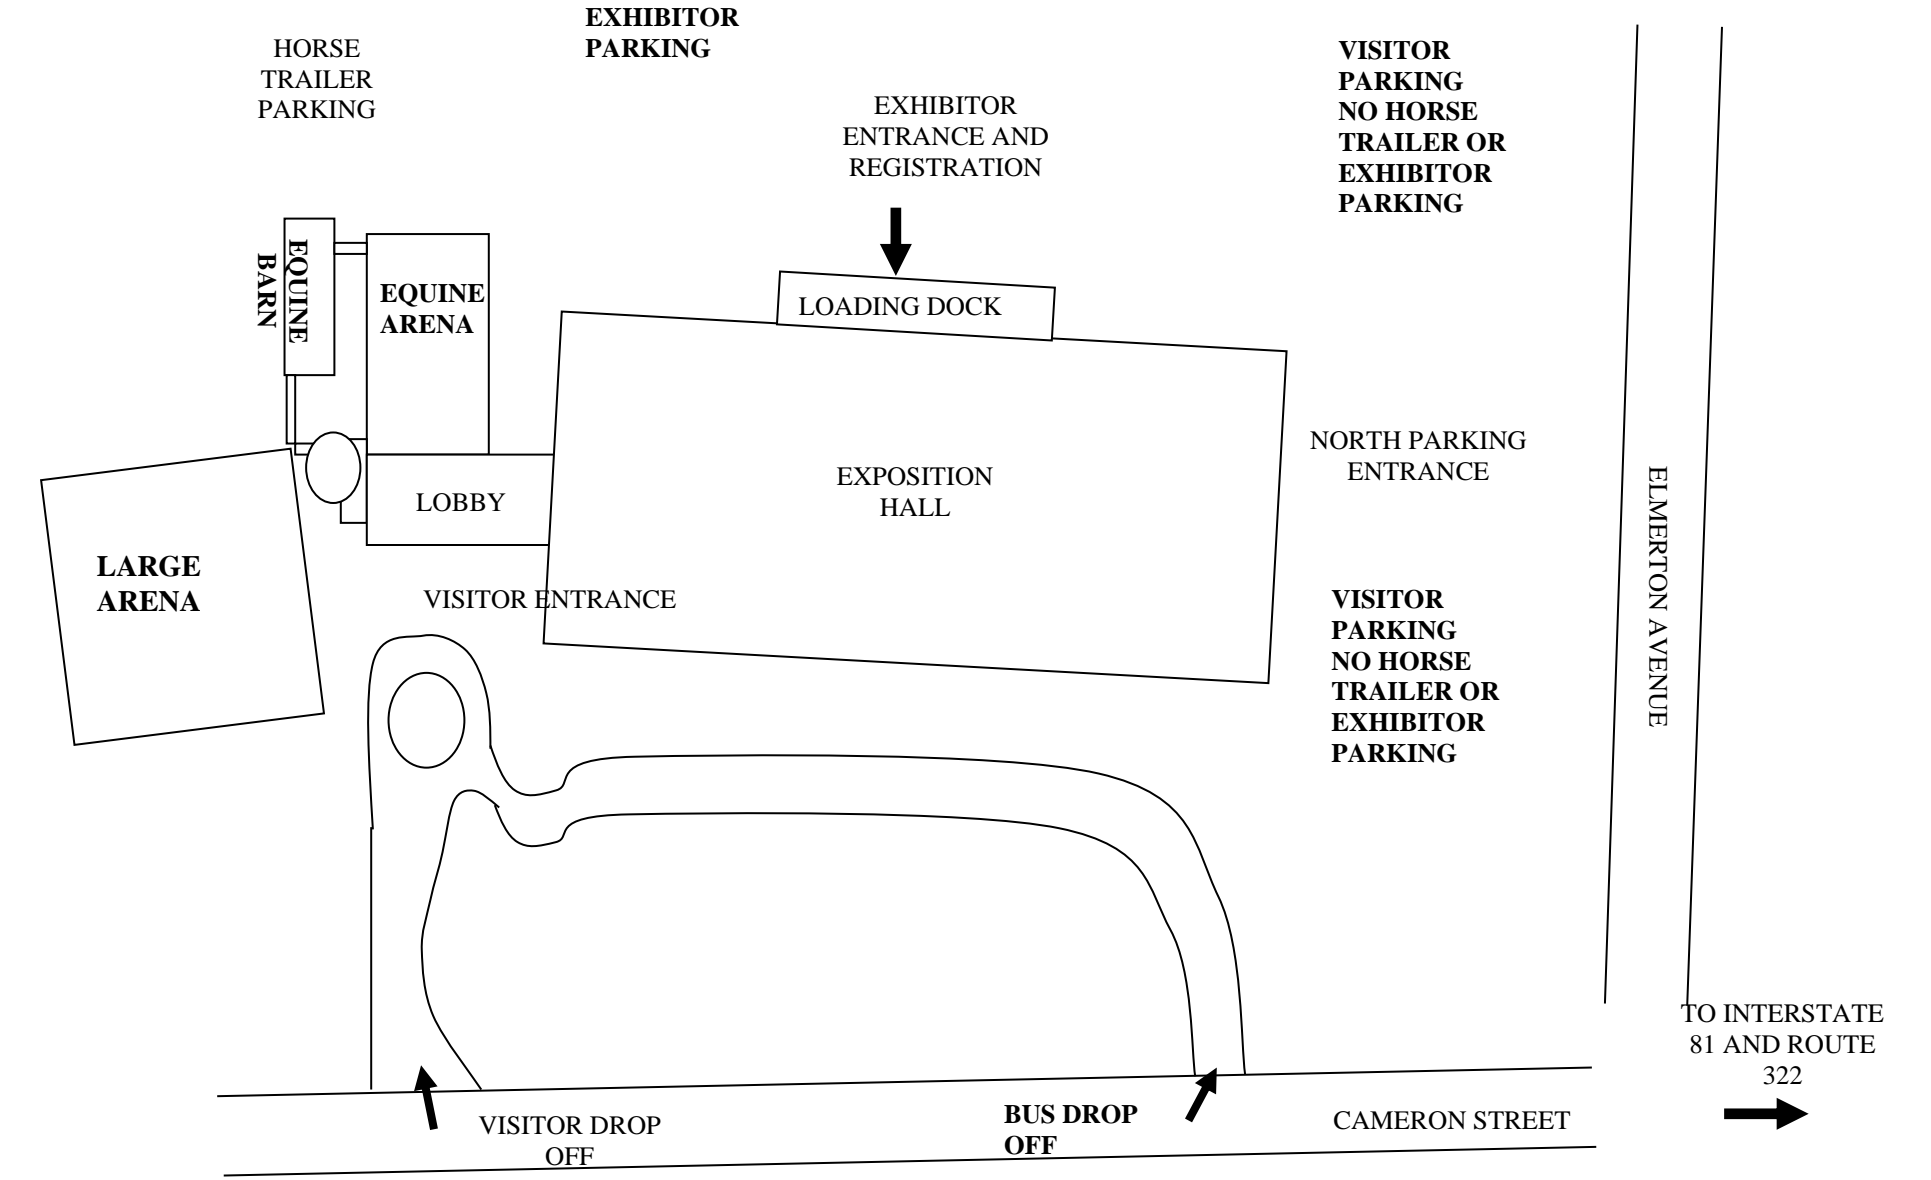 EXHIBITOR
PARKING
HORSE
TRAILER
PARKING
VISITOR
PARKING
NO HORSE
TRAILER OR
EXHIBITOR
PARKING
EXHIBITOR
ENTRANCE AND
REGISTRATION
EQUINE
BARN
EQUINE
ARENA
LOADING DOCK
NORTH PARKING
ENTRANCE
EXPOSITION
HALL
LOBBY
ELMERTON AVENUE
LARGE
ARENA
VISITOR ENTRANCE
VISITOR
PARKING
NO HORSE
TRAILER OR
EXHIBITOR
PARKING
TO INTERSTATE
81 AND ROUTE
322
VISITOR DROP
OFF
BUS DROP
OFF
CAMERON STREET